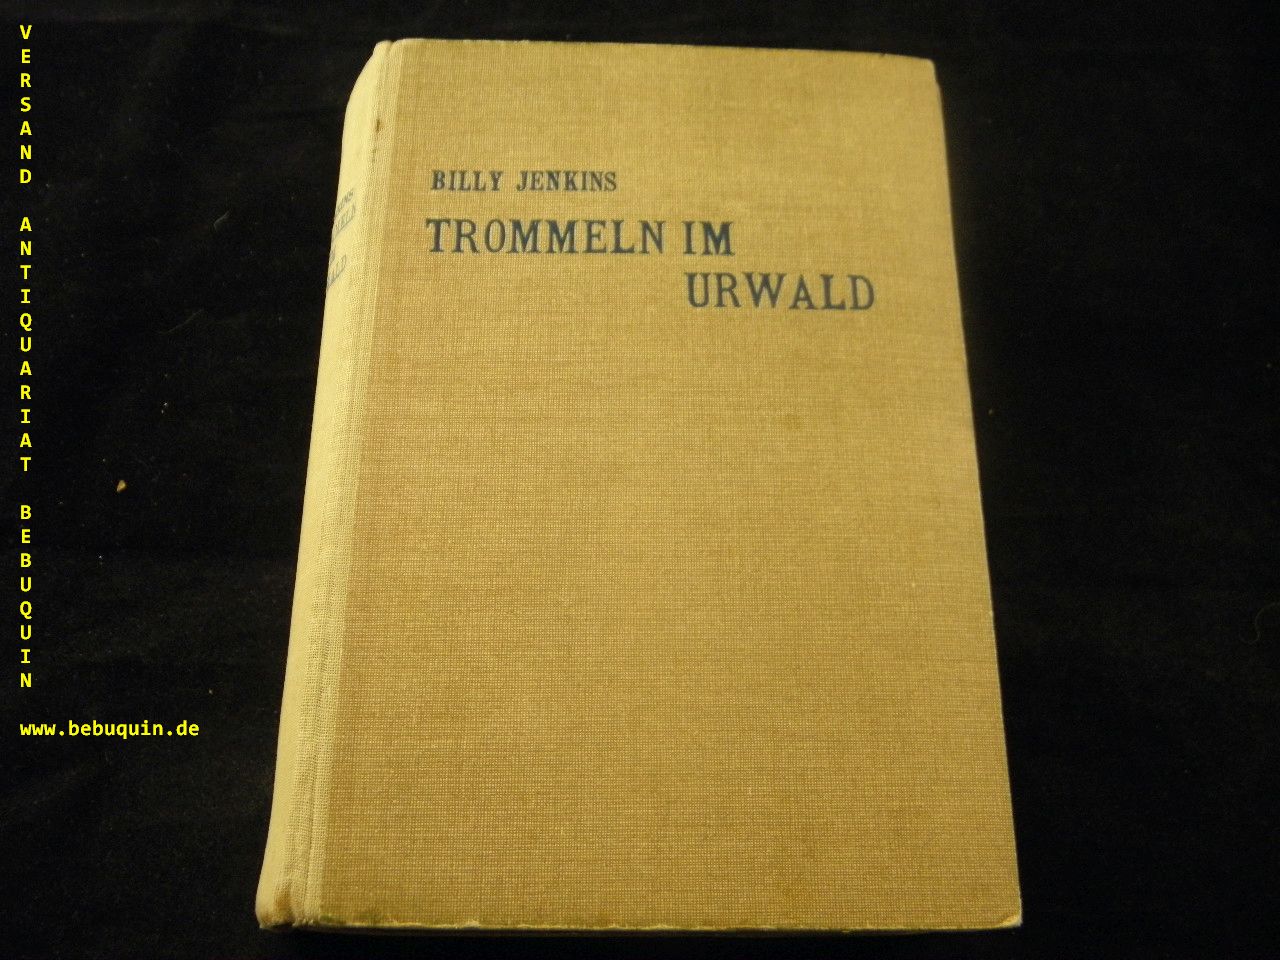 VERSAND ANTIQUARIAT BEBUQUIN
www.bebuquin.de
BILLY JENKINS
TROMMELN IM
URWALD